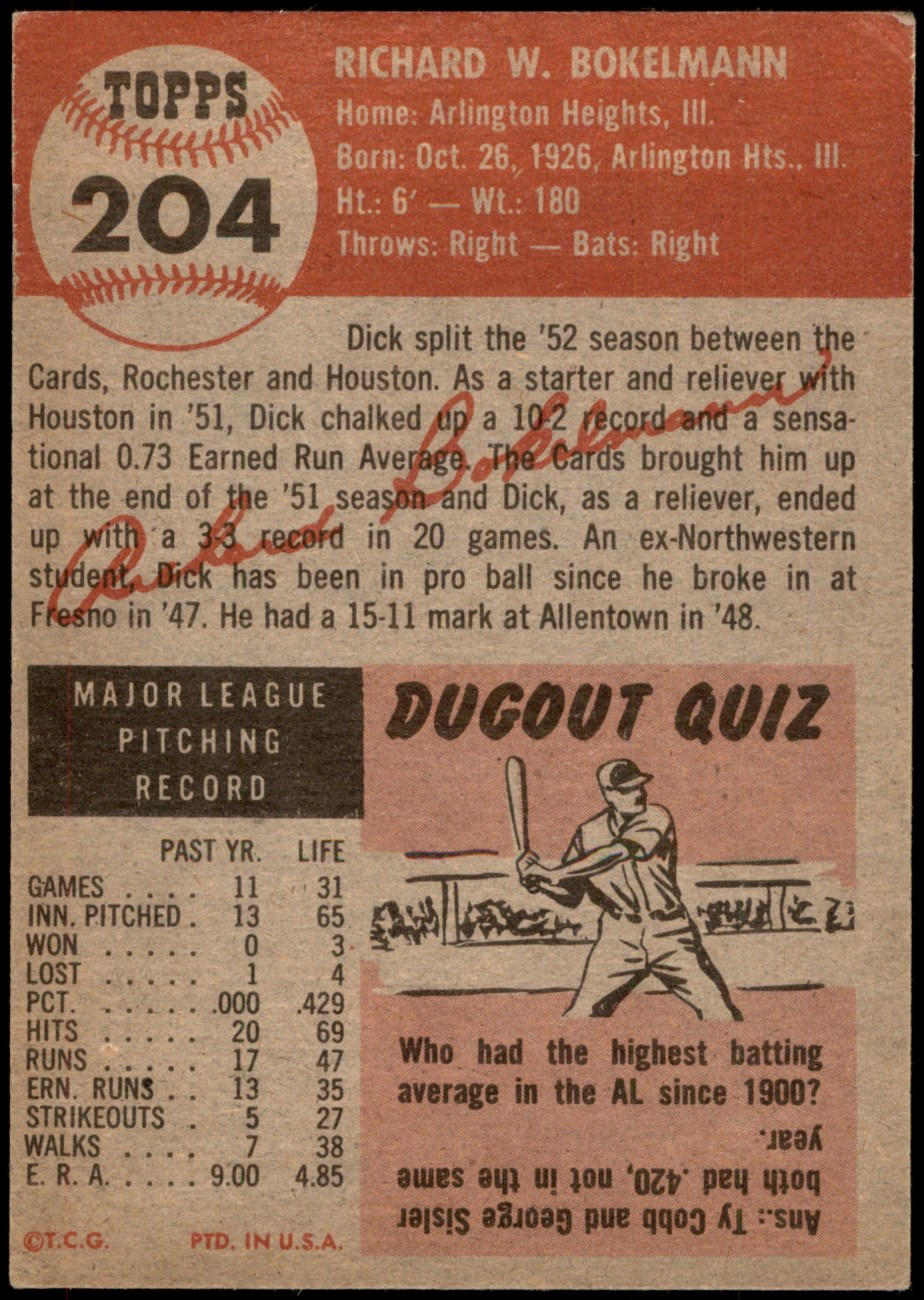 TOPPS
204
RICHARD W. BOKELMANN
Home: Arlington Heights, Ill.
Born: Oct. 26, 1926, Arlington Hts., Ill.
Ht.: 6' — Wt.: 180
Throws: Right — Bats: Right
Dick split the '52 season between the
Cards, Rochester and Houston. As a starter and reliever with
Houston in '51, Dick chalked up a 10-2 record and a sensa-
tional 0.73 Earned Run Average. The Cards brought him up
at the end of the '51 season and Dick, as a reliever, ended
up with a 3-3 record in 20 games. An ex-Northwestern
student, Dick has been in pro ball since he broke in at
Fresno in '47. He had a 15-11 mark at Allentown in '48.
Richard Bokelmann
MAJOR LEAGUE
PITCHING
RECORD
PAST YR. LIFE
GAMES . . . . 11 31
INN. PITCHED . 13 65
WON . . . . . 0 3
LOST . . . . . 1 4
PCT. . . . . . .000 .429
HITS . . . . . 20 69
RUNS . . . . . 17 47
ERN. RUNS . . 13 35
STRIKEOUTS . 5 27
WALKS . . . . 7 38
E. R. A. . . . . 9.00 4.85
©T.C.G. PTD. IN U.S.A.
DUGOUT QUIZ
Who had the highest batting
average in the AL since 1900?
Ans.: Ty Cobb and George Sisler
both had .420, not in the same
year.